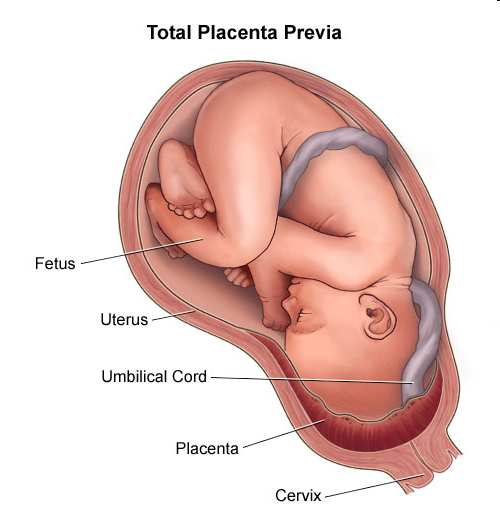 Total Placenta Previa
Fetus
Uterus
Umbilical Cord
Placenta
Cervix